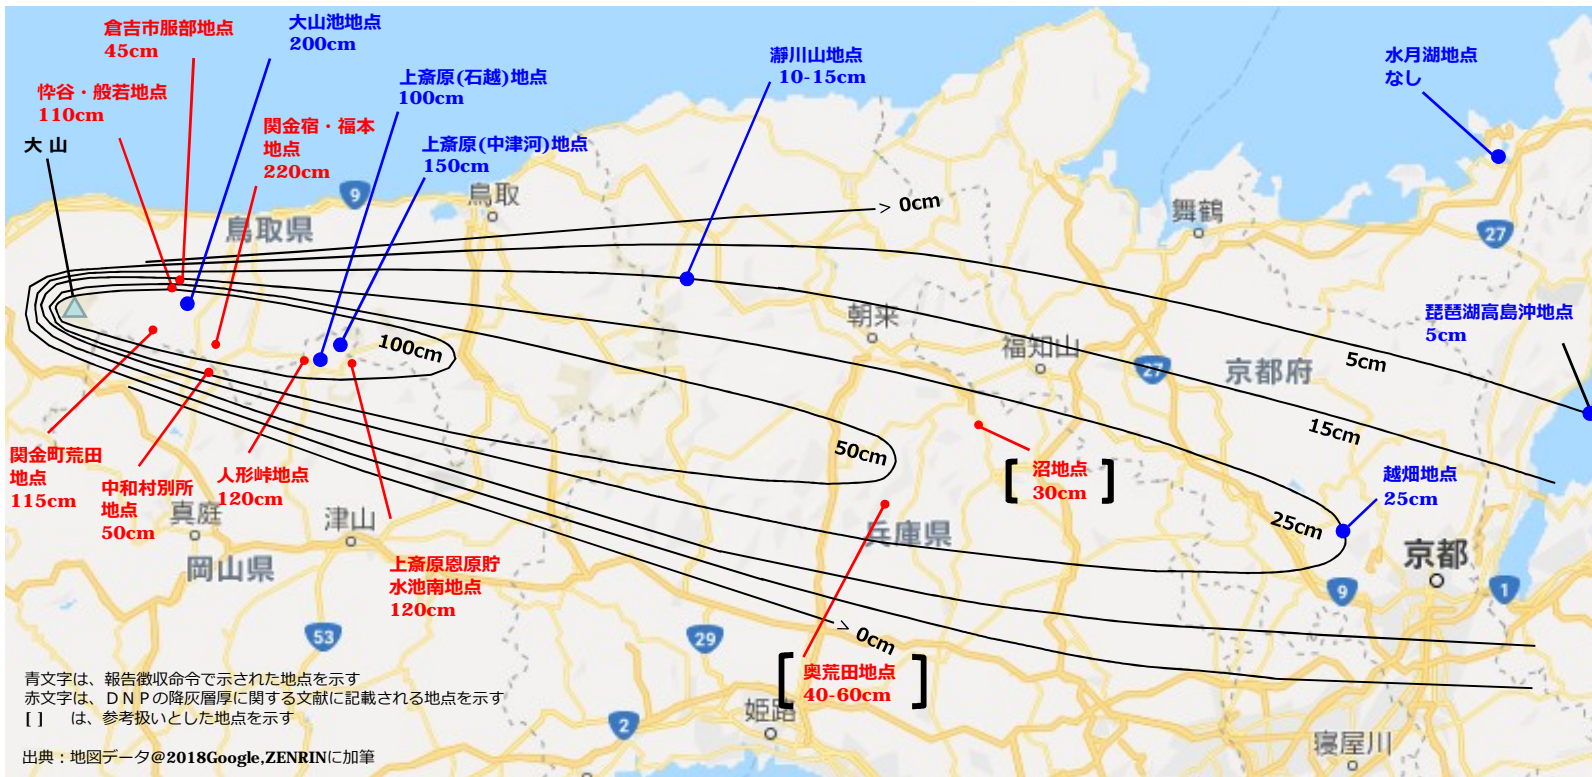 倉吉市服部地点
45cm
大山池地点
200cm
瀞川山地点
10-15cm
水月湖地点
なし
上斎原(石越)地点
100cm
忰谷・般若地点
110cm
関金宿・福本
地点
220cm
上斎原(中津河)地点
150cm
大 山
9
鳥取
鳥取県
> 0cm
舞鶴
27
琵琶湖高島沖地点
5cm
朝来
福知山
100cm
27
京都府
5cm
15cm
50cm
関金町荒田
地点
115cm
中和村別所
地点
50cm
人形峠地点
120cm
[ 沼地点
30cm ]
越畑地点
25cm
真庭
津山
25cm
兵庫県
京都
岡山県
上斎原恩原貯
水池南地点
120cm
9
1
53
29
> 0cm
[ 奥荒田地点
40-60cm ]
青文字は、報告徴収命令で示された地点を示す
赤文字は、ＤＮＰの降灰層厚に関する文献に記載される地点を示す
[ ] は、参考扱いとした地点を示す
姫路
2
寝屋川
出典：地図データ@2018Google,ZENRINに加筆